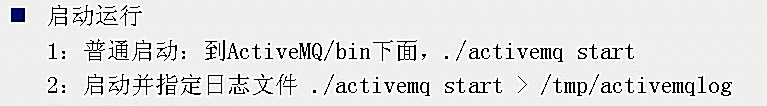 ■ 启动运行
1：普通启动：到ActiveMQ/bin下面，./activemq start
2：启动并指定日志文件 ./activemq start > /tmp/activemqlog